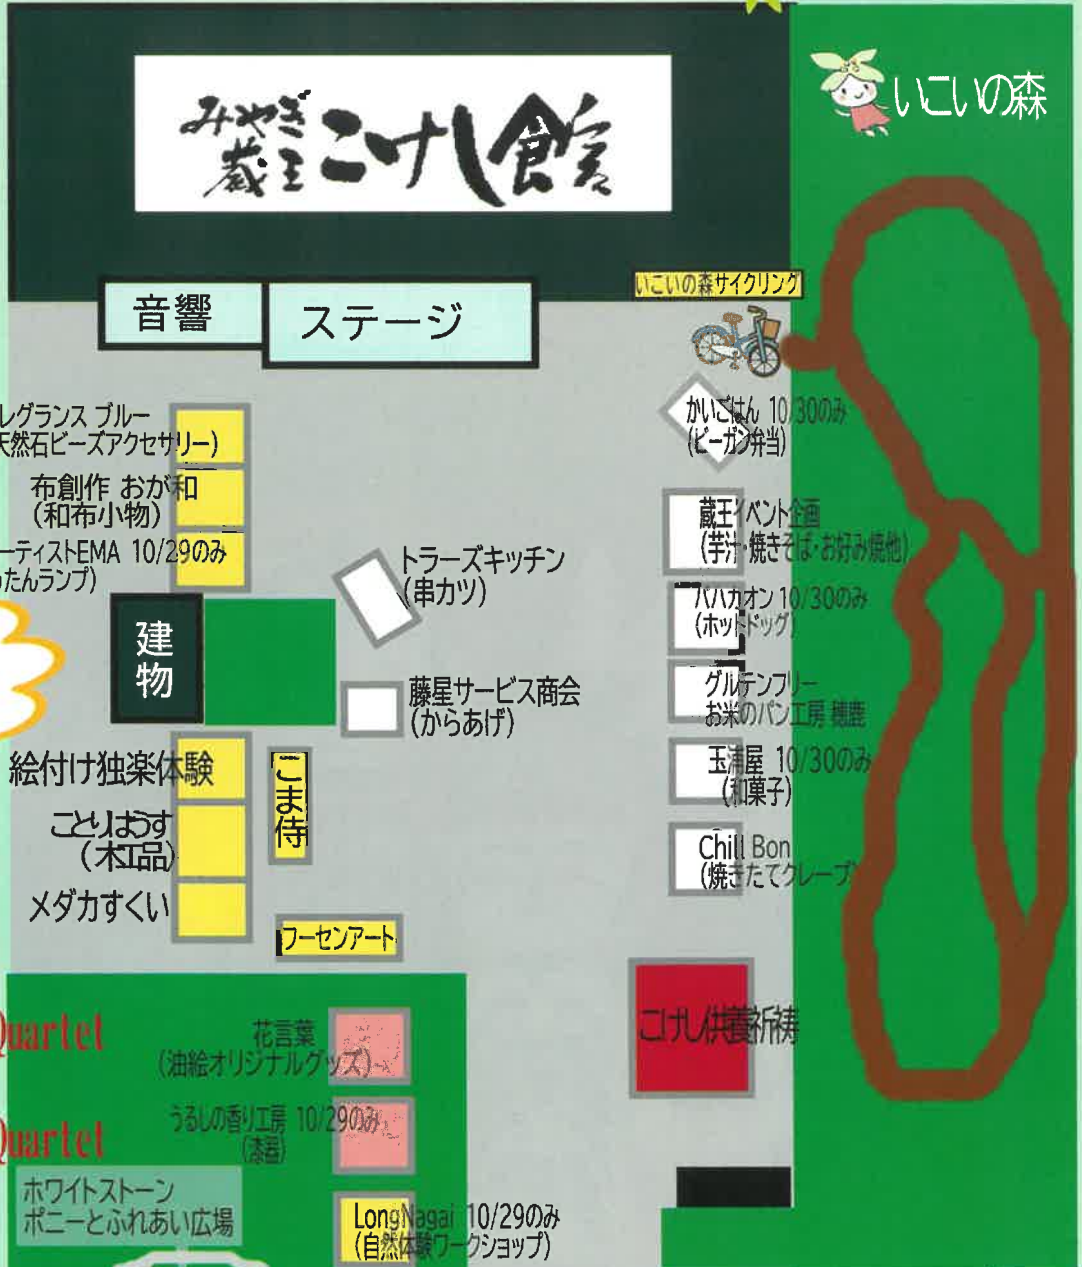 みやぎ
蔵王 こけし館
いこいの森
音響
ステージ
いこいの森サイクリング
レグランス ブルー
天然石ビーズアクセサリー)
布創作 おが和
(和布小物)
ーティストEMA 10/29のみ
ったんランプ)
トラーズキッチン
(串カツ)
建物
藤星サービス商会
(からあげ)
絵付け独楽体験
こま侍
ことりはうす
(木工品)
メダカすくい
フーセンアート
かいごはん 10/30のみ
(ビーガン弁当)
蔵王イベント企画
(芋汁・焼きそば・お好み焼他)
パパカオン 10/30のみ
(ホットドッグ)
グルテンフリー
お米のパン工房 穂鹿
玉浦屋 10/30のみ
(和菓子)
Chill Bon
(焼きたてクレープ)
こけし供養祈祷
Quartet
花言葉
(油絵オリジナルグッズ)
Quartet
うるしの香り工房 10/29のみ
(漆器)
ホワイトストーン
ポニーとふれあい広場
LongNagai 10/29のみ
(自然体験ワークショップ)